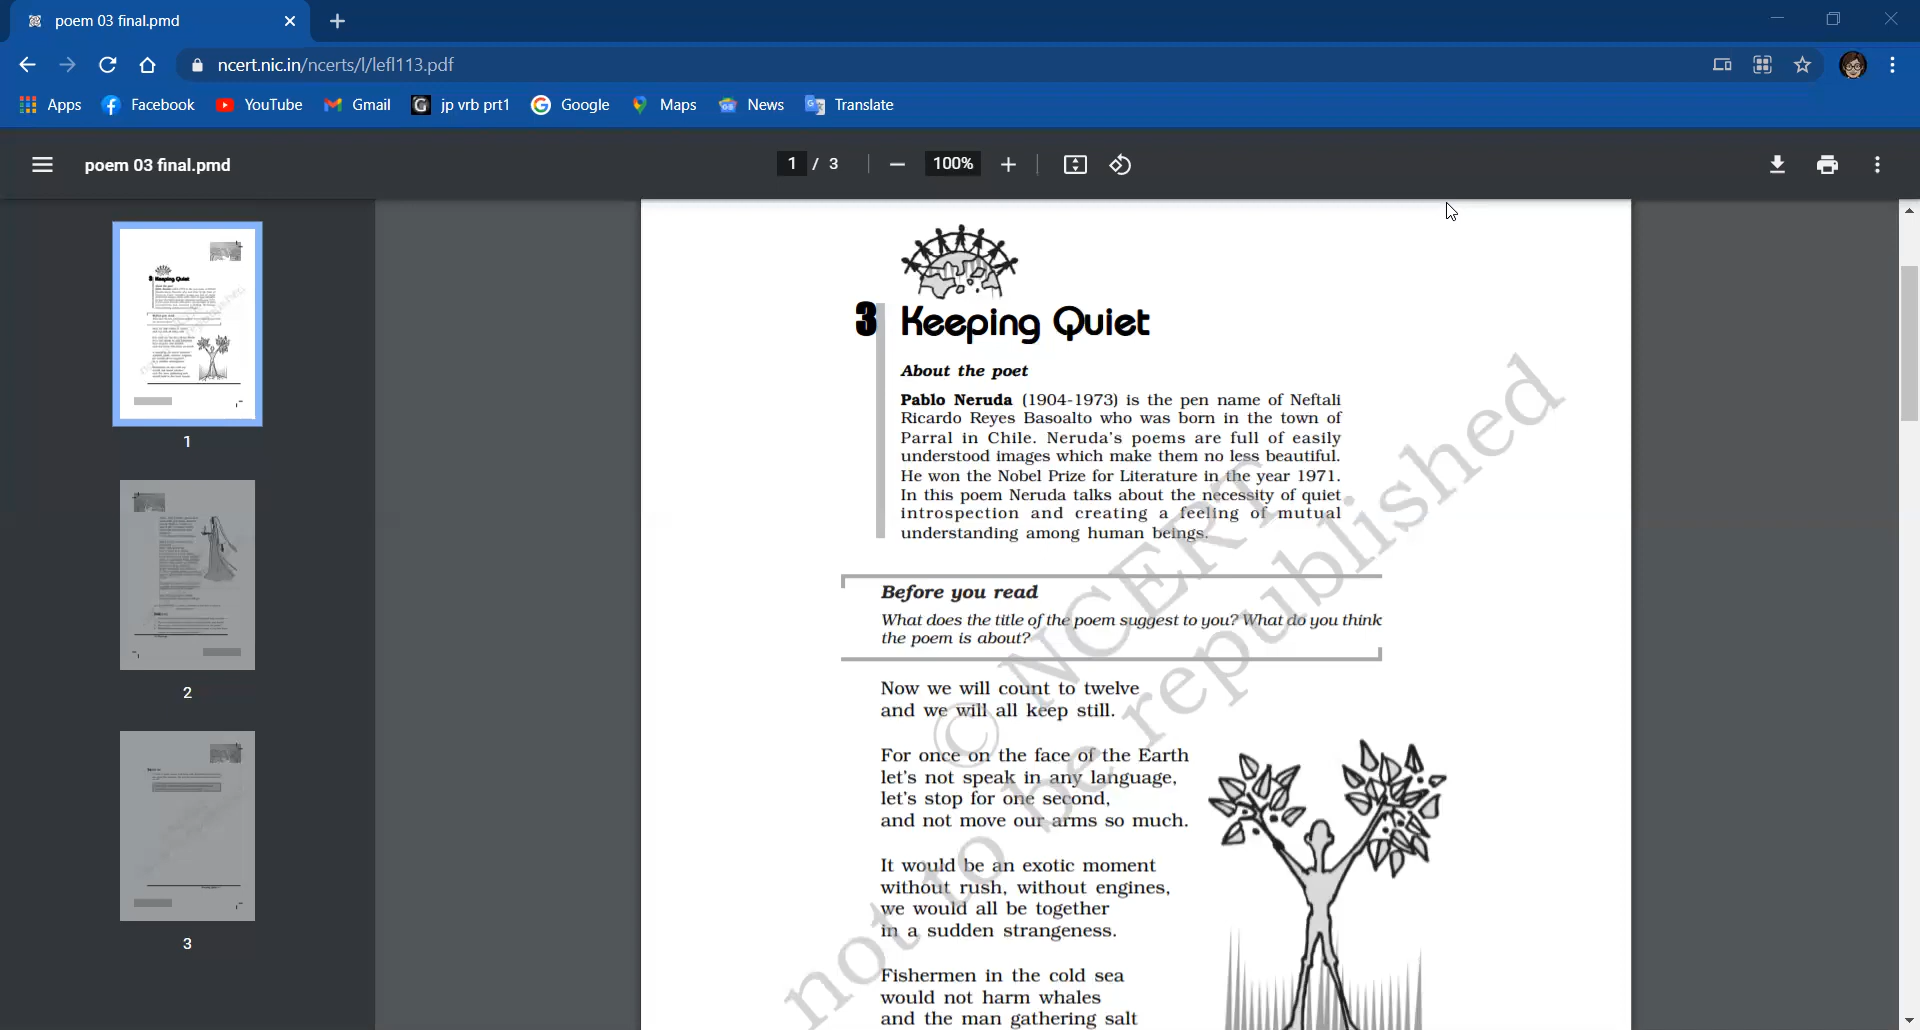 poem 03 final.pmd
ncert.nic.in/ncerts/l/lefl113.pdf
Apps Facebook YouTube Gmail jp vrb prt1 Google Maps News Translate
poem 03 final.pmd 1 / 3 100%
1
2
3
3 Keeping Quiet
About the poet
Pablo Neruda (1904-1973) is the pen name of Neftali
Ricardo Reyes Basoalto who was born in the town of
Parral in Chile. Neruda's poems are full of easily
understood images which make them no less beautiful.
He won the Nobel Prize for Literature in the year 1971.
In this poem Neruda talks about the necessity of quiet
introspection and creating a feeling of mutual
understanding among human beings.
Before you read
What does the title of the poem suggest to you? What do you think
the poem is about?
Now we will count to twelve
and we will all keep still.
For once on the face of the Earth
let's not speak in any language,
let's stop for one second,
and not move our arms so much.
It would be an exotic moment
without rush, without engines,
we would all be together
in a sudden strangeness.
Fishermen in the cold sea
would not harm whales
and the man gathering salt
© NCERT
not to be republished